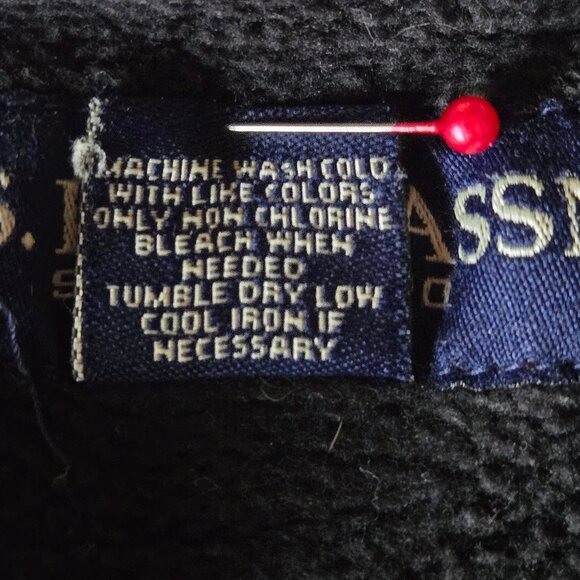 MACHINE WASH COLD
WITH LIKE COLORS
ONLY NON CHLORINE
BLEACH WHEN
NEEDED
TUMBLE DRY LOW
COOL IRON IF
NECESSARY
S.
ASSN